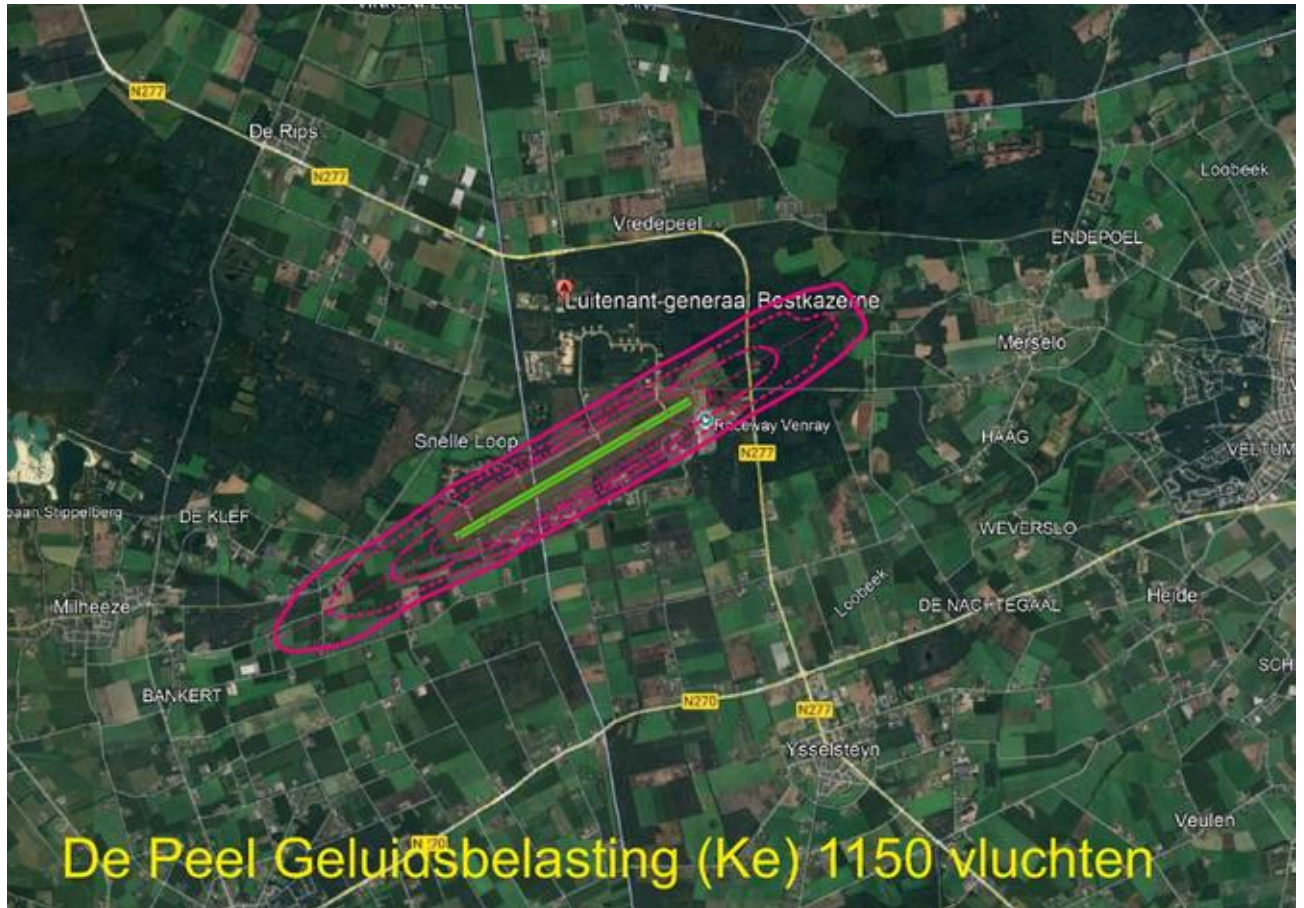 N277
De Rips
N277
Loobeek
Vredepeel
ENDEPOEL
Luitenant-generaal Bestkazerne
Merselo
Raceway Venray
Snelle Loop
HAAG
N277
VELTUM
baan Stippelberg
DE KLEF
WEVERSLO
Loobeek
DE NACHTEGAAL
Heide
Milheeze
SCH
BANKERT
N270
N277
Ysselsteyn
Veulen
De Peel Geluidsbelasting (Ke) 1150 vluchten